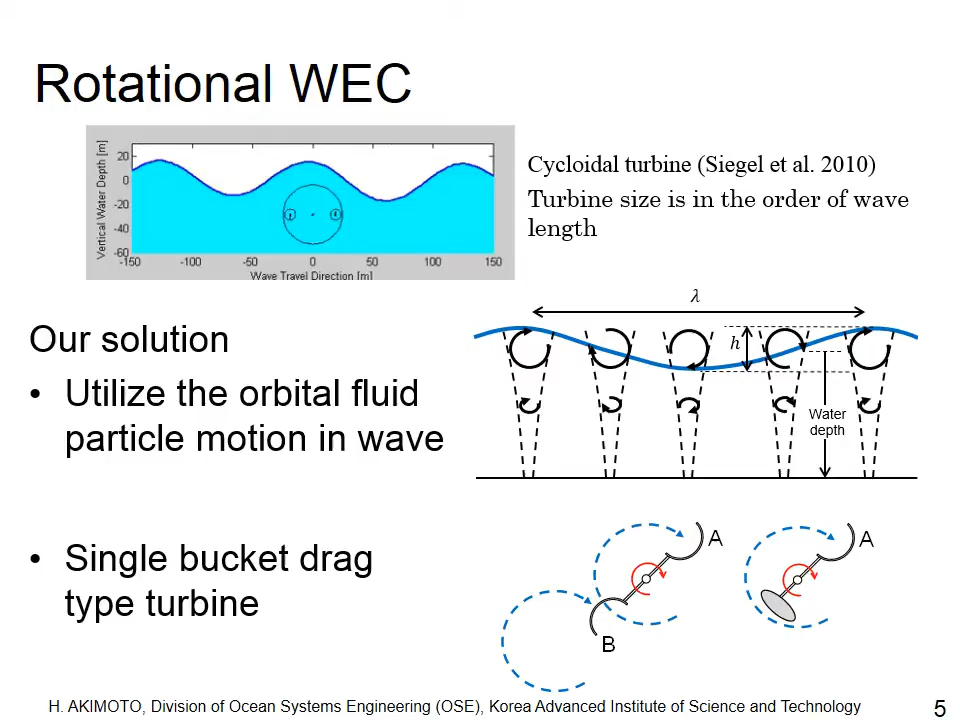 Rotational WEC
Vertical Water Depth [m]
20
0
-20
-40
-60
-150
-100
-50
0
50
100
150
Wave Travel Direction [m]
Cycloidal turbine (Siegel et al. 2010)
Turbine size is in the order of wave
length
Our solution
• Utilize the orbital fluid
particle motion in wave
• Single bucket drag
type turbine
λ
h
Water
depth
A
B
A
H. AKIMOTO, Division of Ocean Systems Engineering (OSE), Korea Advanced Institute of Science and Technology
5